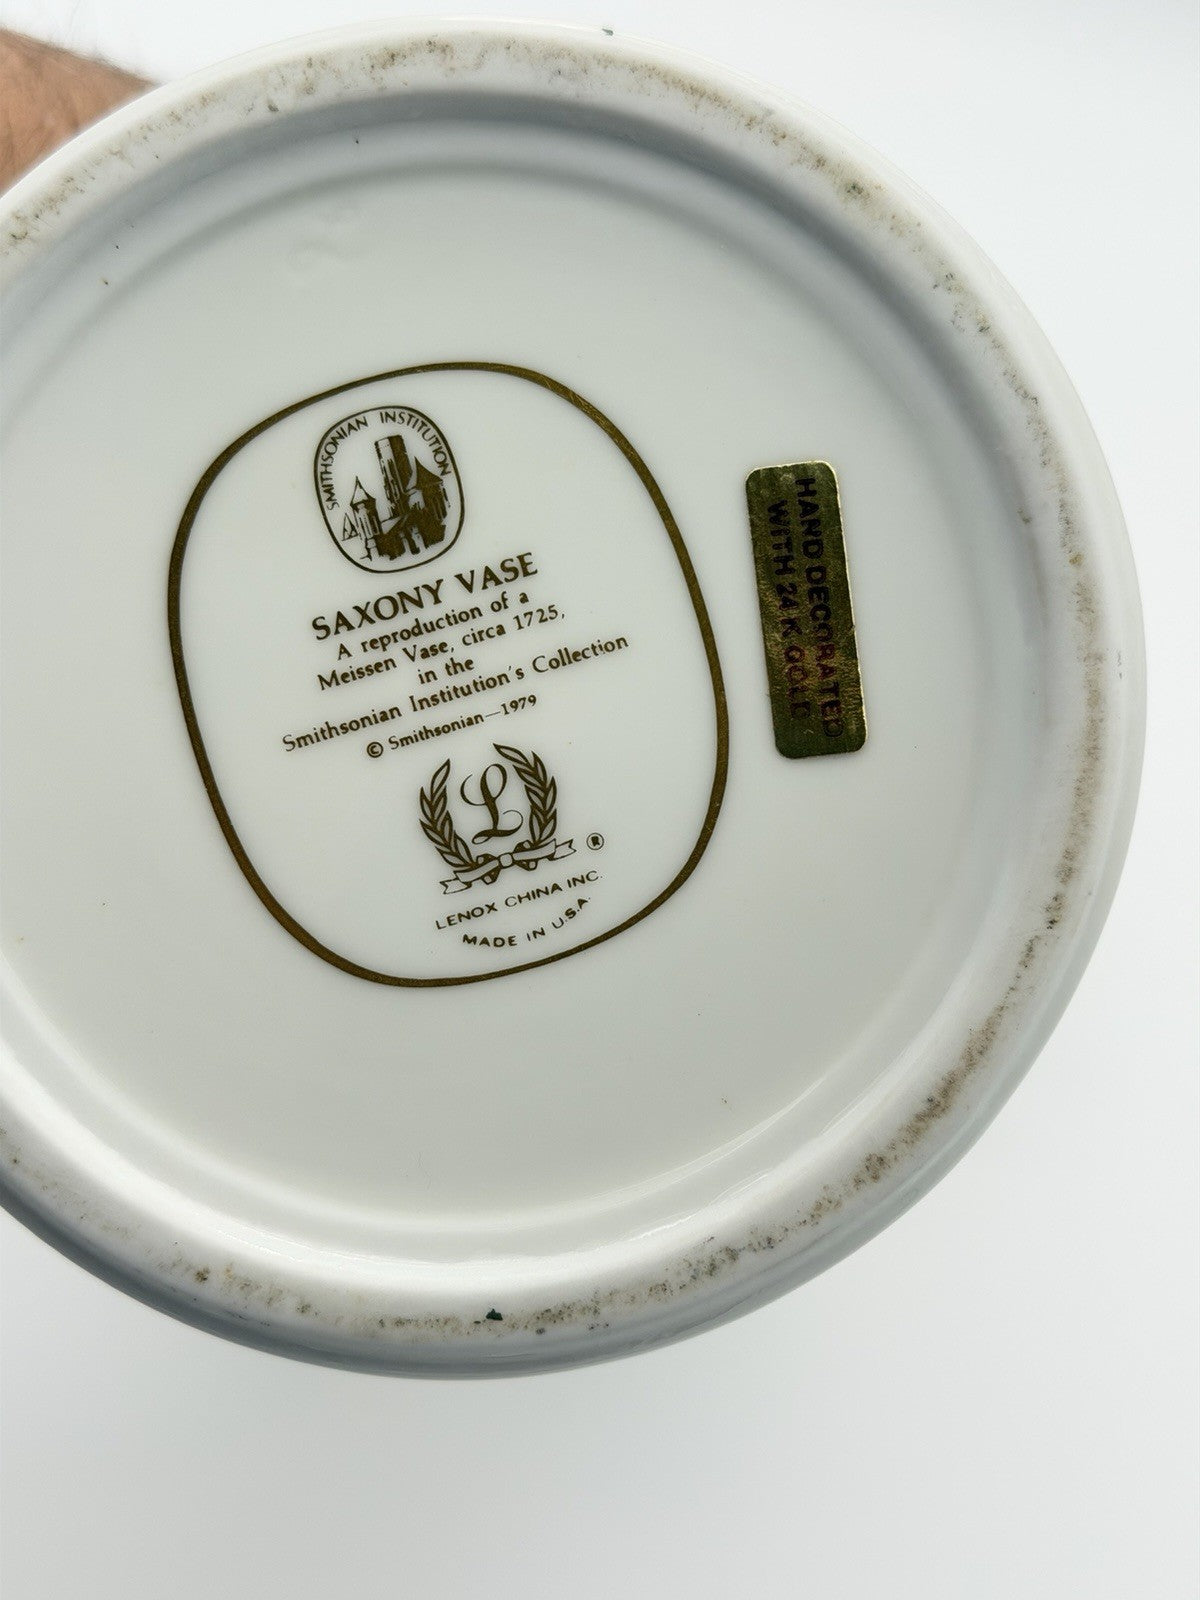 SMITHSONIAN INSTITUTION
SAXONY VASE
A reproduction of a
Meissen Vase, circa 1725,
in the
Smithsonian Institution's Collection
© Smithsonian—1979
L
®
LENOX CHINA INC.
MADE IN U.S.A.
HAND DECORATED
WITH 24 K GOLD